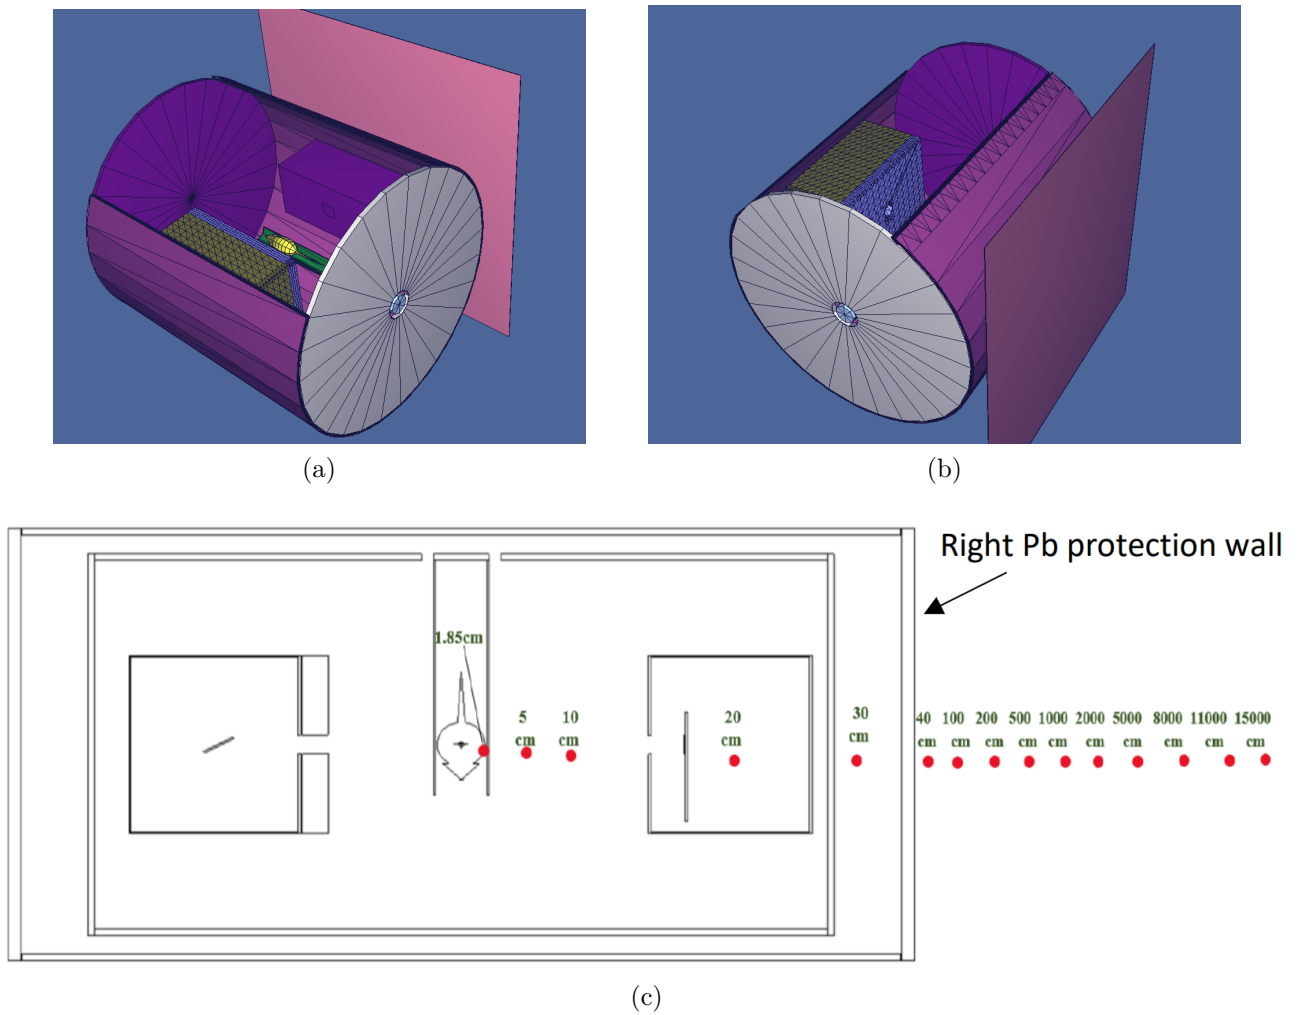 (a)
(b)
Right Pb protection wall
1.85cm
5 cm
10 cm
20 cm
30 cm
40 100 200 500 1000 2000 5000 8000 11000 15000
cm cm cm cm cm cm cm cm cm cm
(c)